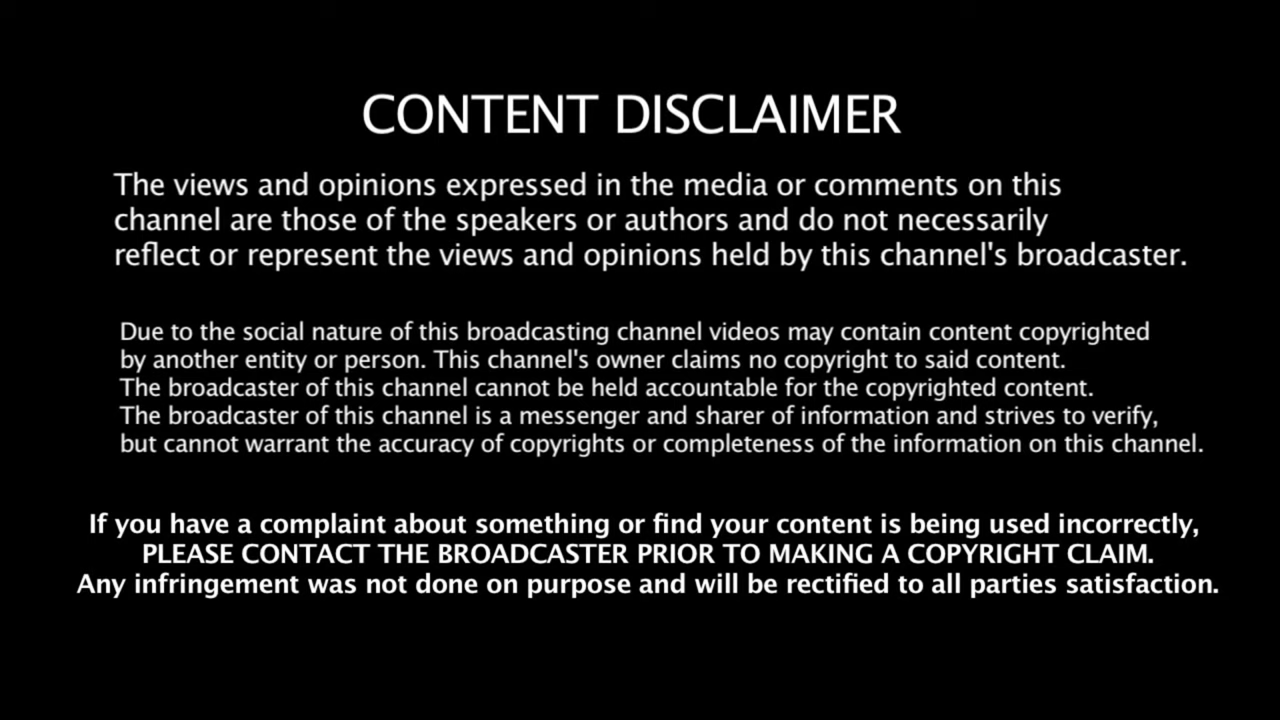 CONTENT DISCLAIMER
The views and opinions expressed in the media or comments on this
channel are those of the speakers or authors and do not necessarily
reflect or represent the views and opinions held by this channel's broadcaster.
Due to the social nature of this broadcasting channel videos may contain content copyrighted
by another entity or person. This channel's owner claims no copyright to said content.
The broadcaster of this channel cannot be held accountable for the copyrighted content.
The broadcaster of this channel is a messenger and sharer of information and strives to verify,
but cannot warrant the accuracy of copyrights or completeness of the information on this channel.
If you have a complaint about something or find your content is being used incorrectly,
PLEASE CONTACT THE BROADCASTER PRIOR TO MAKING A COPYRIGHT CLAIM.
Any infringement was not done on purpose and will be rectified to all parties satisfaction.